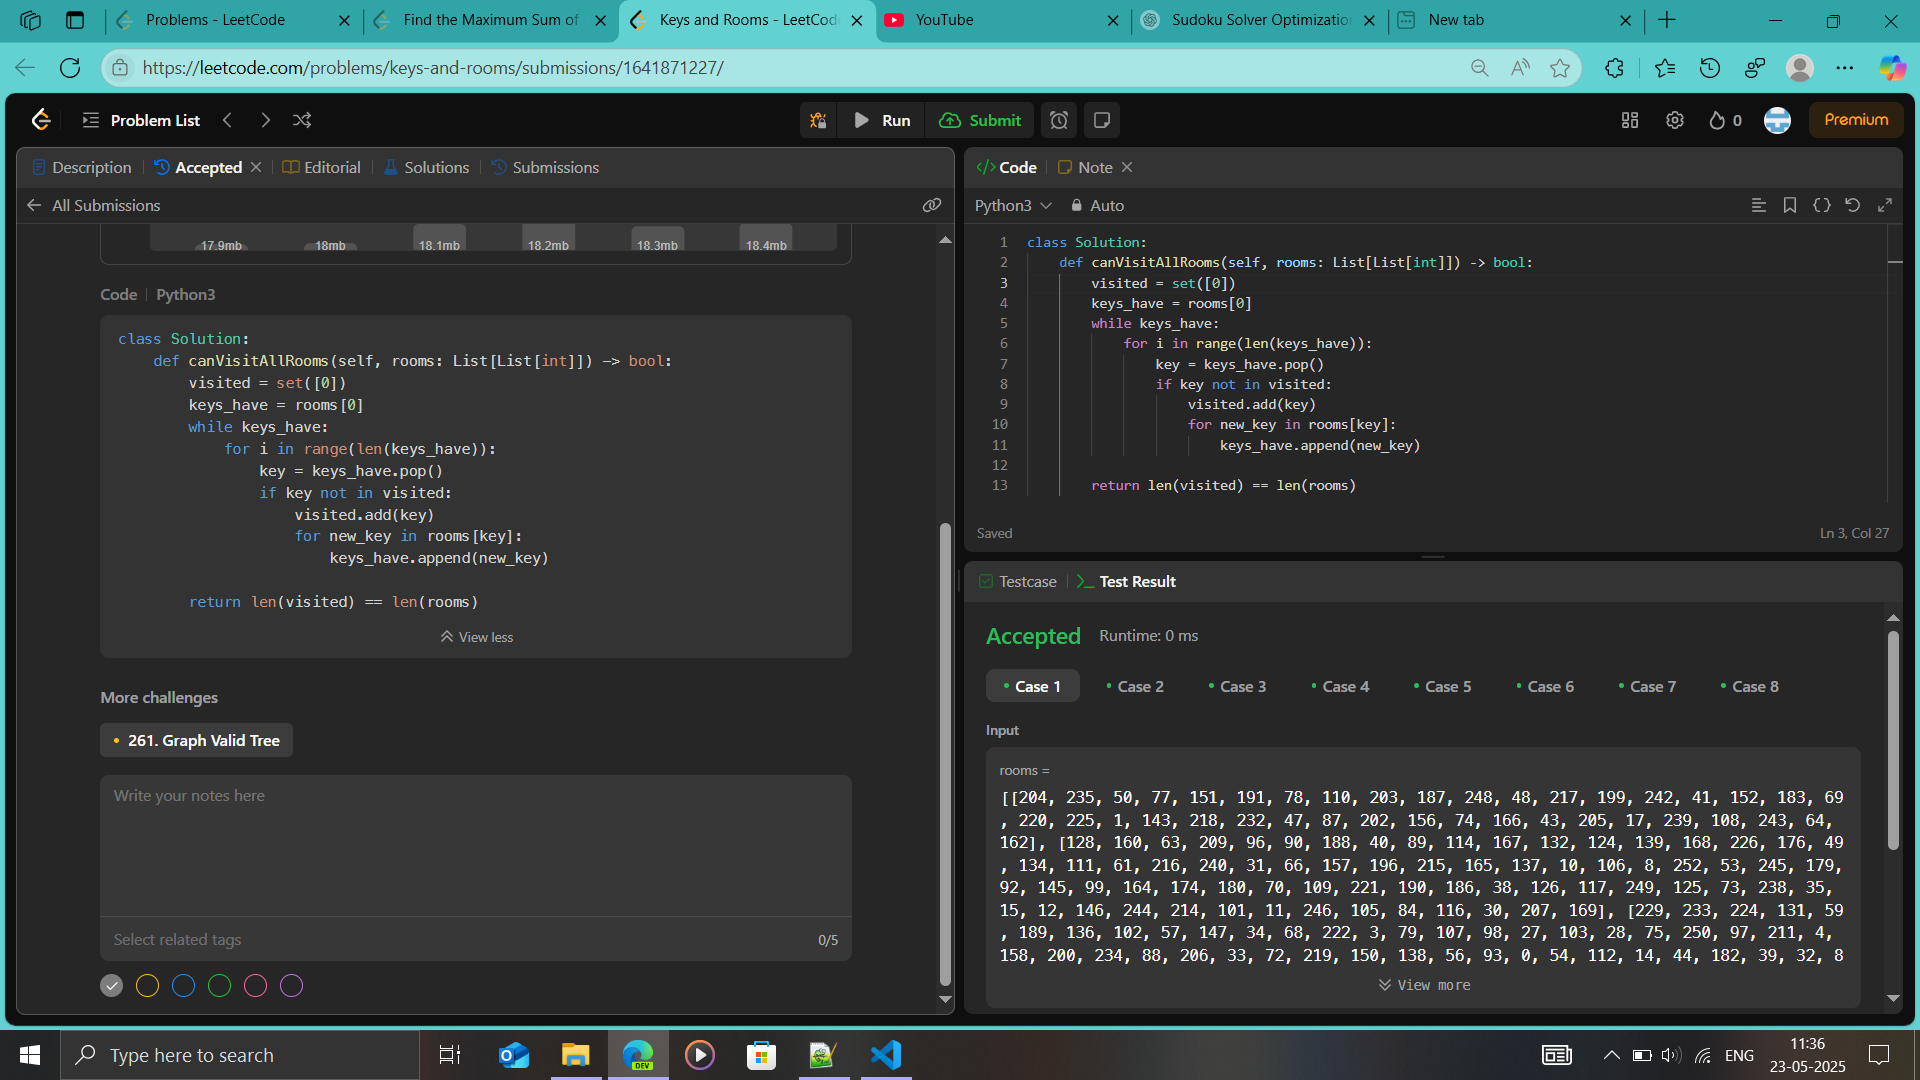 Problems - LeetCode
Find the Maximum Sum of
Keys and Rooms - LeetCod
YouTube
Sudoku Solver Optimizatio
New tab
https://leetcode.com/problems/keys-and-rooms/submissions/1641871227/
Problem List
Run
Submit
0
Premium
Description
Accepted
Editorial
Solutions
Submissions
All Submissions
17.9mb
18mb
18.1mb
18.2mb
18.3mb
18.4mb
Code
Python3
class Solution:
def canVisitAllRooms(self, rooms: List[List[int]]) -> bool:
visited = set([0])
keys_have = rooms[0]
while keys_have:
for i in range(len(keys_have)):
key = keys_have.pop()
if key not in visited:
visited.add(key)
for new_key in rooms[key]:
keys_have.append(new_key)
return len(visited) == len(rooms)
View less
More challenges
261. Graph Valid Tree
Write your notes here
Select related tags
0/5
Code
Note
Python3
Auto
1 class Solution:
2 def canVisitAllRooms(self, rooms: List[List[int]]) -> bool:
3 visited = set([0])
4 keys_have = rooms[0]
5 while keys_have:
6 for i in range(len(keys_have)):
7 key = keys_have.pop()
8 if key not in visited:
9 visited.add(key)
10 for new_key in rooms[key]:
11 keys_have.append(new_key)
12
13 return len(visited) == len(rooms)
Saved
Ln 3, Col 27
Testcase
Test Result
Accepted
Runtime: 0 ms
Case 1
Case 2
Case 3
Case 4
Case 5
Case 6
Case 7
Case 8
Input
rooms =
[[204, 235, 50, 77, 151, 191, 78, 110, 203, 187, 248, 48, 217, 199, 242, 41, 152, 183, 69
, 220, 225, 1, 143, 218, 232, 47, 87, 202, 156, 74, 166, 43, 205, 17, 239, 108, 243, 64,
162], [128, 160, 63, 209, 96, 90, 188, 40, 89, 114, 167, 132, 124, 139, 168, 226, 176, 49
, 134, 111, 61, 216, 240, 31, 66, 157, 196, 215, 165, 137, 10, 106, 8, 252, 53, 245, 179,
92, 145, 99, 164, 174, 180, 70, 109, 221, 190, 186, 38, 126, 117, 249, 125, 73, 238, 35,
15, 12, 146, 244, 214, 101, 11, 246, 105, 84, 116, 30, 207, 169], [229, 233, 224, 131, 59
, 189, 136, 102, 57, 147, 34, 68, 222, 3, 79, 107, 98, 27, 103, 28, 75, 250, 97, 211, 4,
158, 200, 234, 88, 206, 33, 72, 219, 150, 138, 56, 93, 0, 54, 112, 14, 44, 182, 39, 32, 8
View more
Type here to search
DEV
ENG
11:36
23-05-2025